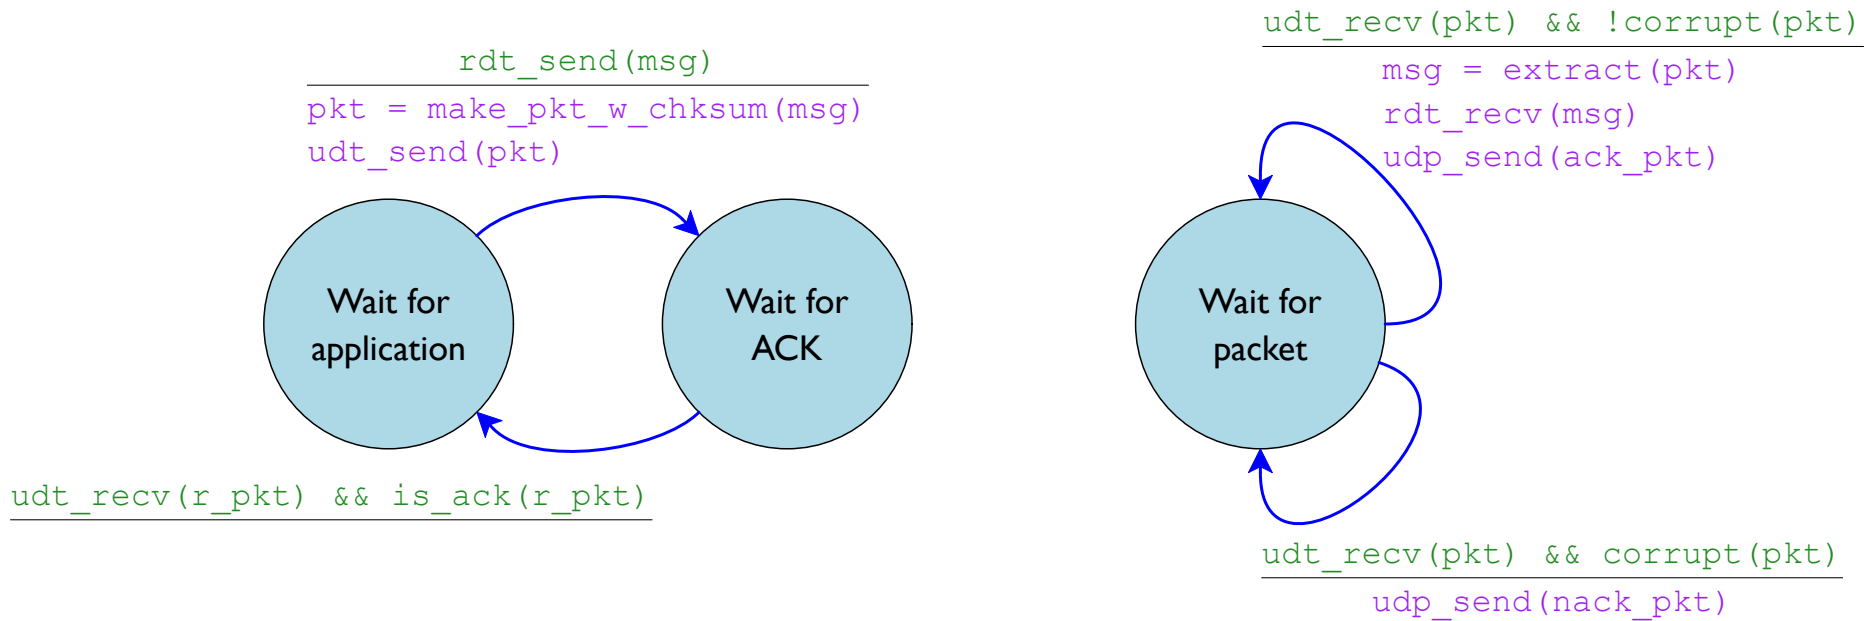 rdt_send(msg)
pkt = make_pkt_w_chksum(msg)
udt_send(pkt)
Wait for
application
Wait for
ACK
udt_recv(r_pkt) && is_ack(r_pkt)
udt_recv(pkt) && !corrupt(pkt)
msg = extract(pkt)
rdt_recv(msg)
udp_send(ack_pkt)
Wait for
packet
udt_recv(pkt) && corrupt(pkt)
udp_send(nack_pkt)